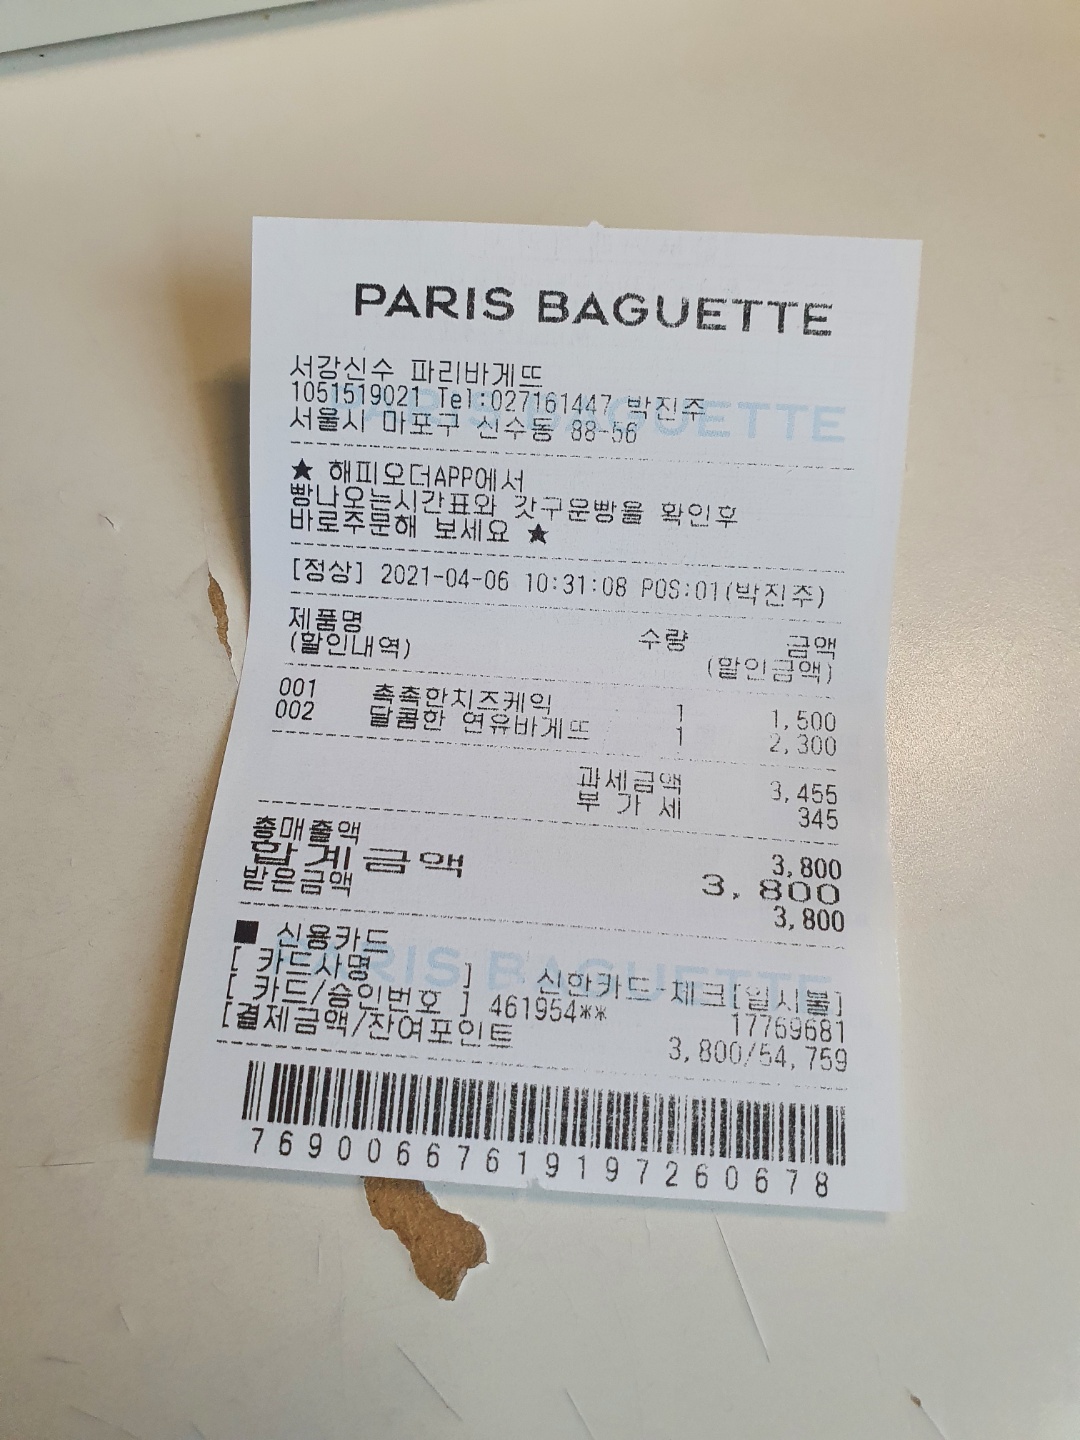 PARIS BAGUETTE
서강신수 파리바게뜨
1051519021 Tel:027161447 박진주
서울시 마포구 신수동 88-56
★ 해피오더APP에서
빵나오는시간표와 갓구운빵을 확인후
바로주문해 보세요 ★
[정상] 2021-04-06 10:31:08 POS:01(박진주)
제품명 수량 금액
(할인내역) (할인금액)
001 촉촉한치즈케익 1 1,500
002 달콤한 연유바게뜨 1 2,300
과세금액 3,455
부 가 세 345
총매출액 3,800
합계금액 3,800
받은금액 3,800
■ 신용카드
[ 카드사명 ] 신한카드-체크[일시불]
[ 카드/승인번호 ] 461954** 17769681
[결제금액/잔여포인트 3,800/54,759
76900667619197260678
PARIS BAGUETTE
PARIS BAGUETTE